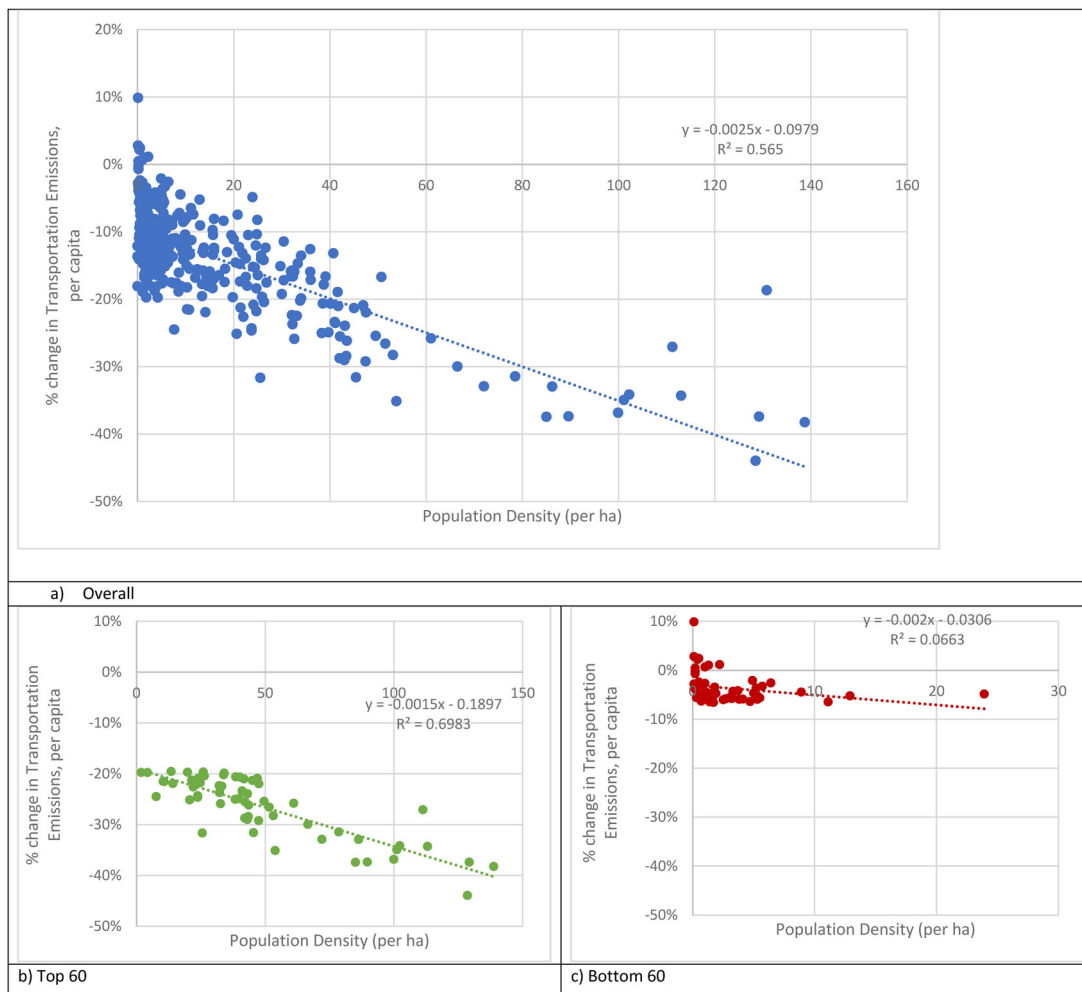 20%
10%
0%
-10%
-20%
-30%
-40%
-50%
0
20
40
60
80
100
120
140
160
% change in Transportation Emissions,
per capita
y = -0.0025x - 0.0979
R² = 0.565
Population Density (per ha)
a) Overall
10%
0%
-10%
-20%
-30%
-40%
-50%
0
50
100
150
% change in Transportation
Emissions, per capita
y = -0.0015x - 0.1897
R² = 0.6983
Population Density (per ha)
b) Top 60
10%
0%
-10%
-20%
-30%
-40%
-50%
0
10
20
30
% change in Transportation
Emissions, per capita
y = -0.002x - 0.0306
R² = 0.0663
Population Density (per ha)
c) Bottom 60